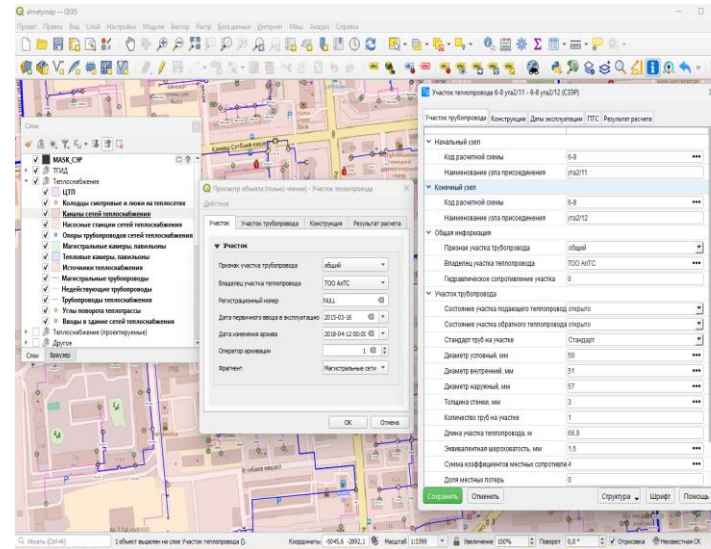 almatymap — QGIS
Проект Правка Вид Слой Настройки Модули Вектор Растр База данных Интернет Меш Анализ Справка
Слои
MASK_СЭР
ТГИД
Теплоснабжение
ЦТП
Колодцы смотровые и люки на теплосетях
Каналы сетей теплоснабжения
Насосные станции сетей теплоснабжения
Опоры трубопроводов сетей теплоснабжения
Магистральные камеры, павильоны
Тепловые камеры, павильоны
Источники теплоснабжения
Магистральные трубопроводы
Недействующие трубопроводы
Трубопроводы теплоснабжения
Углы поворота теплотрассы
Вводы в здание сетей теплоснабжения
Теплоснабжение (проектируемые)
Другое
Слои Браузер
Просмотр объекта (только чтение) - Участок теплопровода
Действия
Участок Участок трубопровода Конструкция Результат расчета
Участок
Признак участка трубопровода общий
Владелец участка теплопровода ТОО АлТС
Регистрационный номер NULL
Дата первичного ввода в эксплуатацию 2015-03-16
Дата изменения архива 2018-04-12 00:00
Оператор архивации 1
Фрагмент Магистральные сети
OK Отмена
Участок теплопровода 6-8 уга2/11 - 6-8 уга2/12 (СЗЭР)
Участок трубопровода Конструкция Даты эксплуатации ПТС Результат расчета
Начальный узел
Код расчетной схемы 6-8
Наименование узла присоединения уга2/11
Конечный узел
Код расчетной схемы 6-8
Наименование узла присоединения уга2/12
Общая информация
Признак участка трубопровода общий
Владелец участка теплопровода ТОО АлТС
Гидравлическое сопротивление участка 0
Участок трубопровода
Состояние участка подающего теплопровод открыто
Состояние участка обратного теплопровода открыто
Стандарт труб на участке Стандарт
Диаметр условный, мм 50
Диаметр внутренний, мм 51
Диаметр наружный, мм 57
Толщина стенки, мм 3
Количество труб на участке 1
Длина участка теплопровода, м 66,9
Эквивалентная шероховатость, мм 1,5
Сумма коэффициентов местных сопротивле 4
Доля местных потерь 0
Сохранить Отменить Структура Шрифт Помощь
Искать (Ctrl+K) 1 объект выделен на слое Участок теплопровода (). Координаты -5045,6 -2892,1 Масштаб 1:3399 Увеличение 100% Поворот 0,0 ° Отрисовка Неизвестная СК